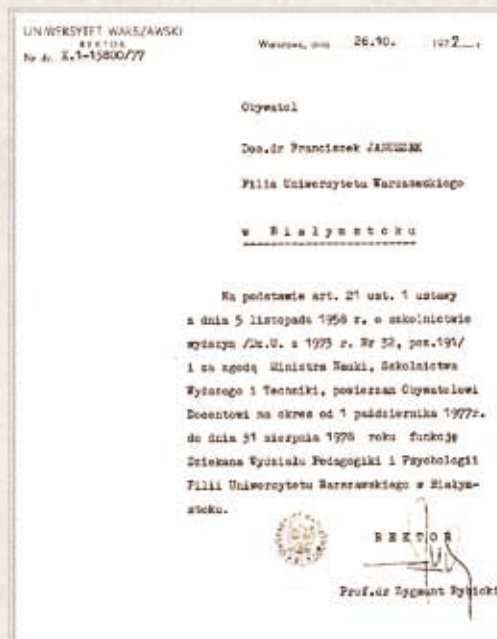 UNIWERSYTET WARSZAWSKI
REKTOR
Nr dz. K.1-15800/77
Warszawa, dnia 26.10. 1977 r.
Obywatel
Doc.dr Franciszek JANUSZEK
Filia Uniwersytetu Warszawskiego
w Białymstoku
Na podstawie art. 21 ust. 1 ustawy
z dnia 5 listopada 1958 r. o szkolnictwie
wyższym /Dz.U. z 1973 r. Nr 32, poz.191/
i za zgodą Ministra Nauki, Szkolnictwa
Wyższego i Techniki, powierzam Obywatelowi
Docentowi na okres od 1 października 1977r.
do dnia 31 sierpnia 1978 roku funkcję
Dziekana Wydziału Pedagogiki i Psychologii
Filii Uniwersytetu Warszawskiego w Białym-
stoku.
REKTOR
Prof.dr Zygmunt Rybicki